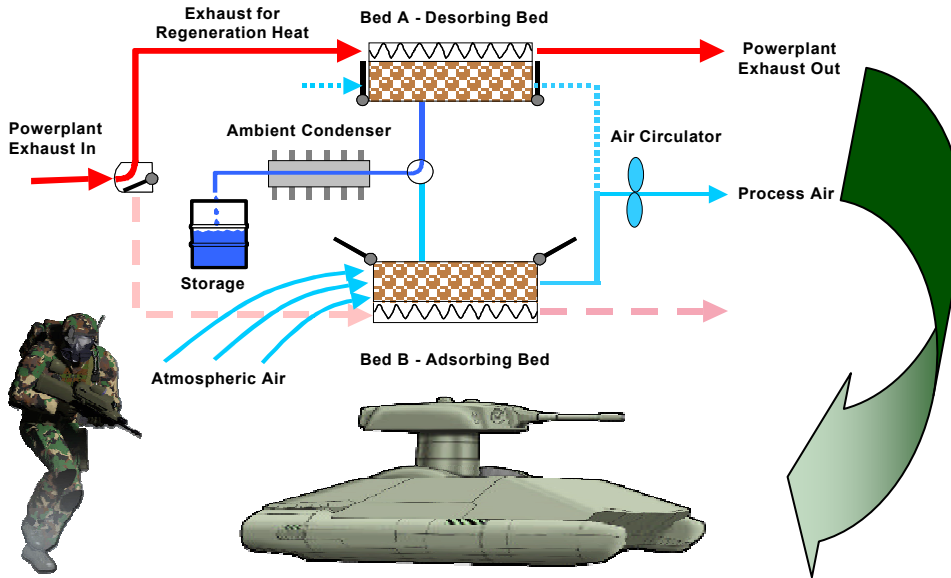 Exhaust for
Regeneration Heat
Bed A - Desorbing Bed
Powerplant
Exhaust Out
Powerplant
Exhaust In
Ambient Condenser
Air Circulator
Process Air
Storage
Atmospheric Air
Bed B - Adsorbing Bed